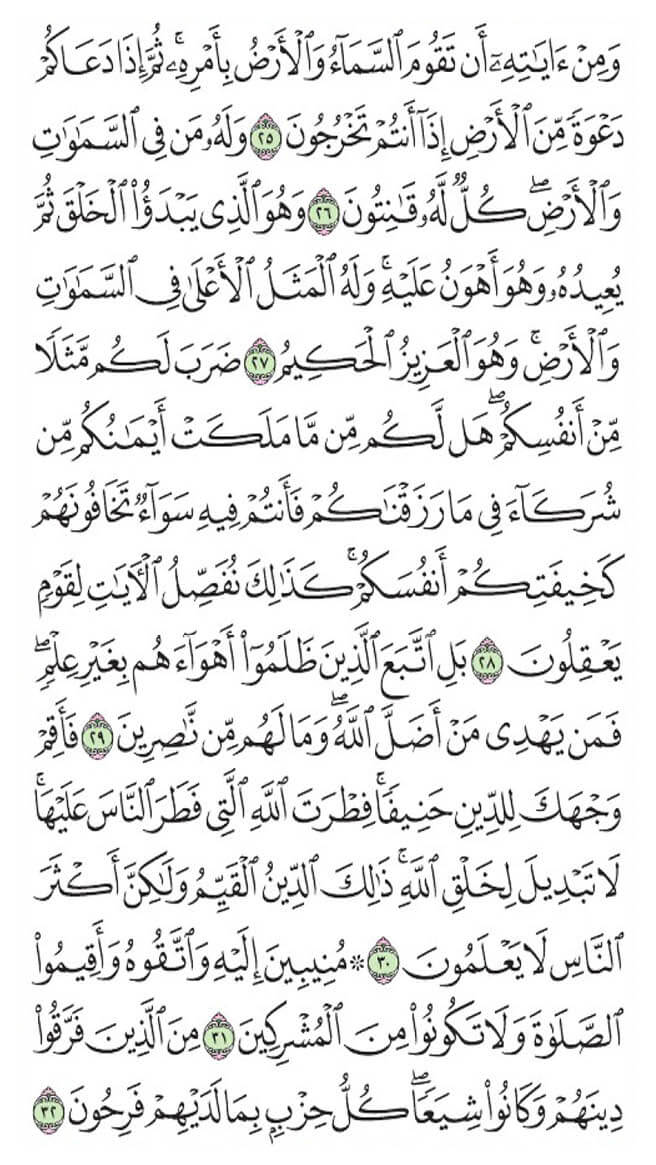 وَمِنْ ءَايَٰتِهِۦٓ أَن تَقُومَ ٱلسَّمَآءُ وَٱلْأَرْضُ بِأَمْرِهِۦۚ ثُمَّ إِذَا دَعَاكُمْ
دَعْوَةً مِّنَ ٱلْأَرْضِ إِذَآ أَنتُمْ تَخْرُجُونَ ٢٥ وَلَهُۥ مَن فِى ٱلسَّمَٰوَٰتِ
وَٱلْأَرْضِۖ كُلٌّ لَّهُۥ قَٰنِتُونَ ٢٦ وَهُوَ ٱلَّذِى يَبْدَؤُا۟ ٱلْخَلْقَ ثُمَّ
يُعِيدُهُۥ وَهُوَ أَهْوَنُ عَلَيْهِۚ وَلَهُ ٱلْمَثَلُ ٱلْأَعْلَىٰ فِى ٱلسَّمَٰوَٰتِ
وَٱلْأَرْضِۚ وَهُوَ ٱلْعَزِيزُ ٱلْحَكِيمُ ٢٧ ضَرَبَ لَكُم مَّثَلًا
مِّنْ أَنفُسِكُمْۖ هَل لَّكُم مِّن مَّا مَلَكَتْ أَيْمَٰنُكُم مِّن
شُرَكَآءَ فِى مَا رَزَقْنَٰكُمْ فَأَنتُمْ فِيهِ سَوَآءٌ تَخَافُونَهُمْ
كَخِيفَتِكُمْ أَنفُسَكُمْۚ كَذَٰلِكَ نُفَصِّلُ ٱلْءَايَٰتِ لِقَوْمٍ
يَعْقِلُونَ ٢٨ بَلِ ٱتَّبَعَ ٱلَّذِينَ ظَلَمُوٓا۟ أَهْوَآءَهُم بِغَيْرِ عِلْمٍۖ
فَمَن يَهْدِى مَنْ أَضَلَّ ٱللَّهُۖ وَمَا لَهُم مِّن نَّٰصِرِينَ ٢٩ فَأَقِمْ
وَجْهَكَ لِلدِّينِ حَنِيفًاۚ فِطْرَتَ ٱللَّهِ ٱلَّتِى فَطَرَ ٱلنَّاسَ عَلَيْهَاۚ
لَا تَبْدِيلَ لِخَلْقِ ٱللَّهِۚ ذَٰلِكَ ٱلدِّينُ ٱلْقَيِّمُ وَلَٰكِنَّ أَكْثَرَ
ٱلنَّاسِ لَا يَعْلَمُونَ ٣٠ ۞ مُنِيبِينَ إِلَيْهِ وَٱتَّقُوهُ وَأَقِيمُوا۟
ٱلصَّلَوٰةَ وَلَا تَكُونُوا۟ مِنَ ٱلْمُشْرِكِينَ ٣١ مِنَ ٱلَّذِينَ فَرَّقُوا۟
دِينَهُمْ وَكَانُوا۟ شِيَعًاۖ كُلُّ حِزْبٍۭ بِمَا لَدَيْهِمْ فَرِحُونَ ٣٢